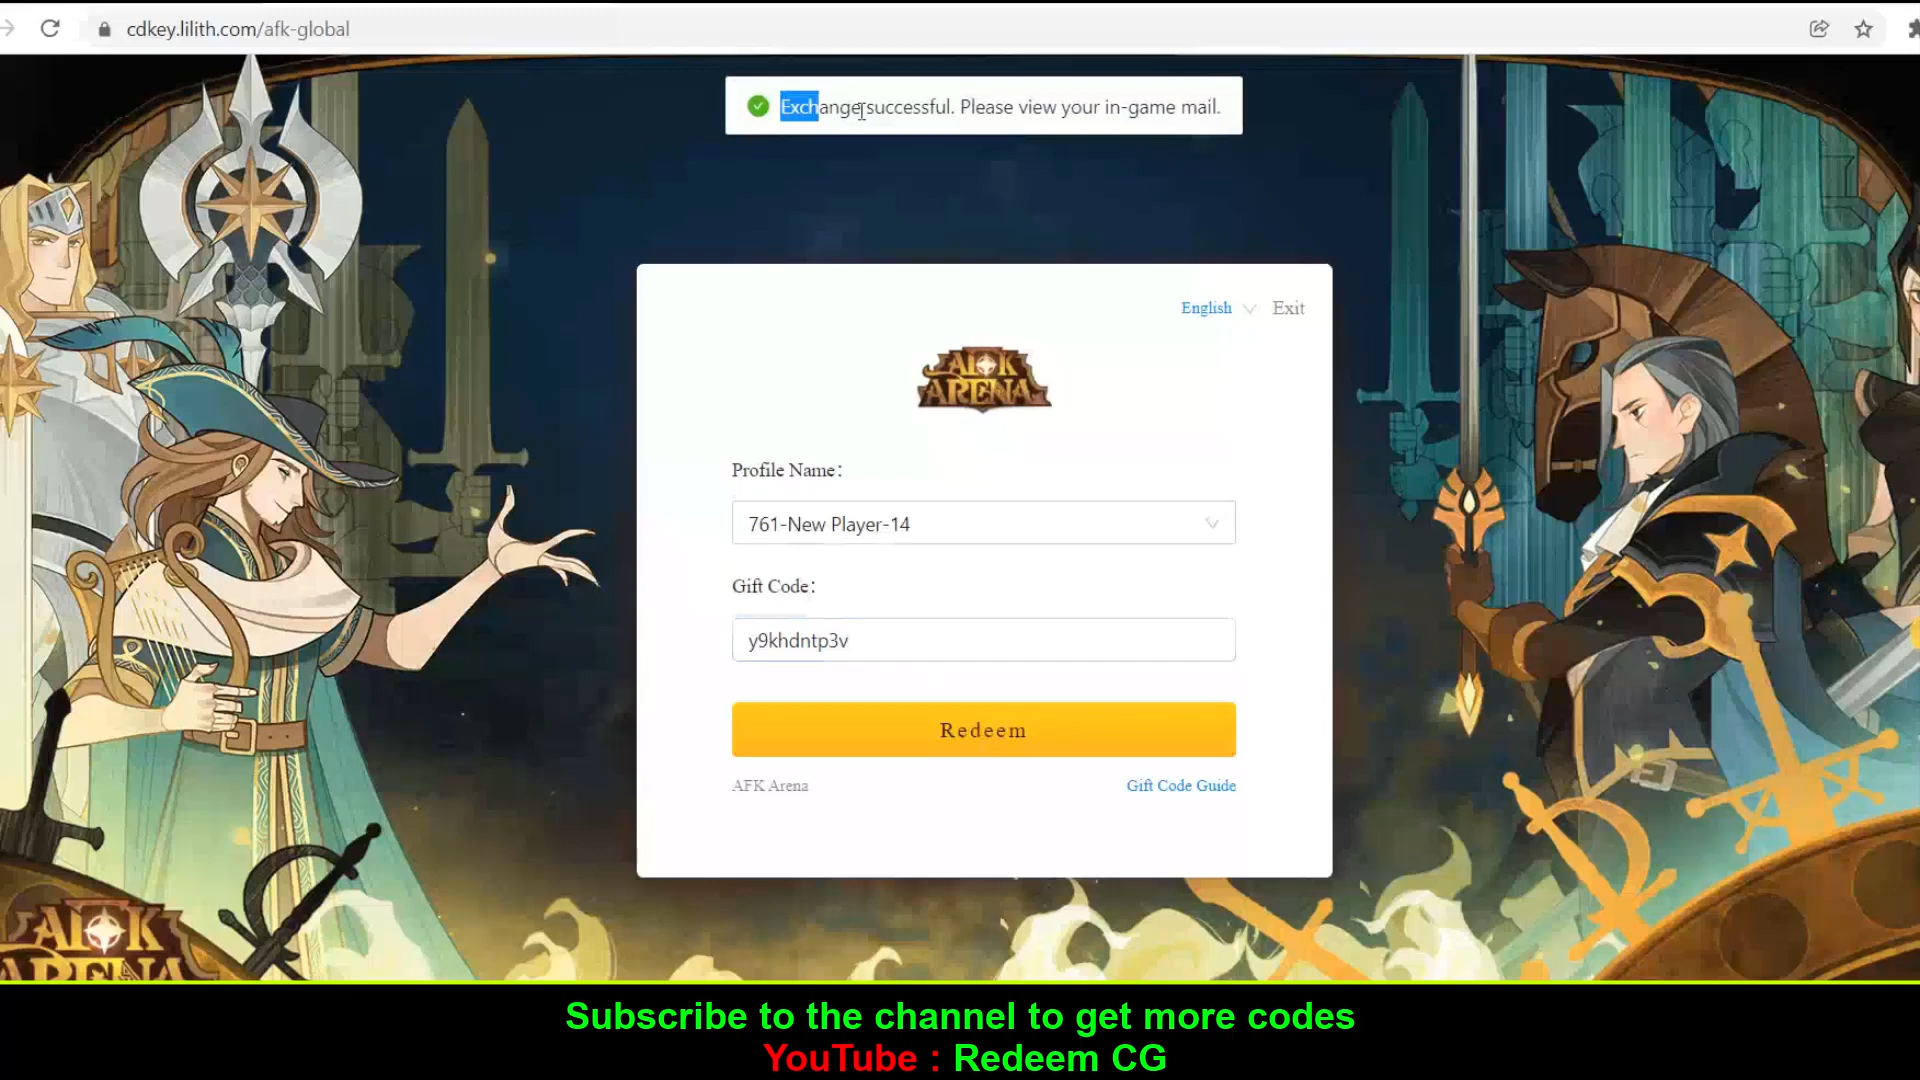 cdkey.lilith.com/afk-global
Exchange successful. Please view your in-game mail.
English Exit
AFK
ARENA
Profile Name:
761-New Player-14
Gift Code:
y9khdntp3v
Redeem
AFK Arena Gift Code Guide
AFK
ARENA
Subscribe to the channel to get more codes
YouTube : Redeem CG